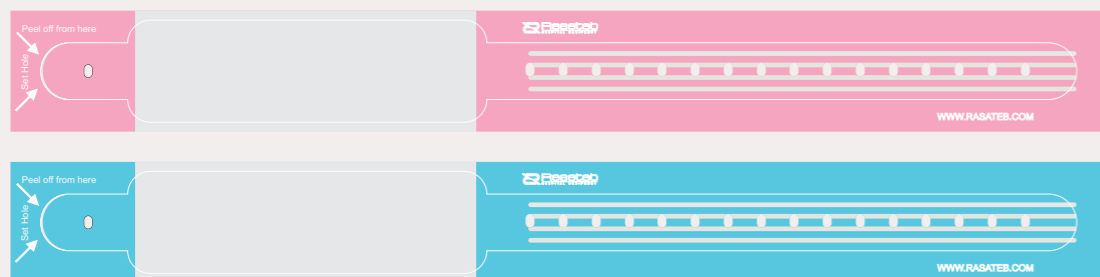 Peel off from here
Set Hole
Rasateb
WWW.RASATEB.COM
Peel off from here
Set Hole
Rasateb
WWW.RASATEB.COM